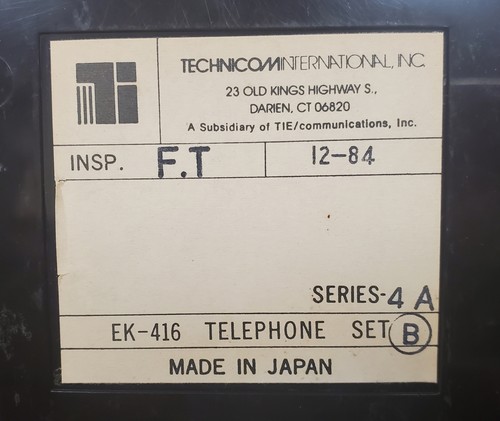 Ti
TECHNICOM INTERNATIONAL, INC.
23 OLD KINGS HIGHWAY S.,
DARIEN, CT 06820
A Subsidiary of TIE/communications, Inc.
INSP. F.T 12-84
SERIES-4 A
EK-416 TELEPHONE SET B
MADE IN JAPAN